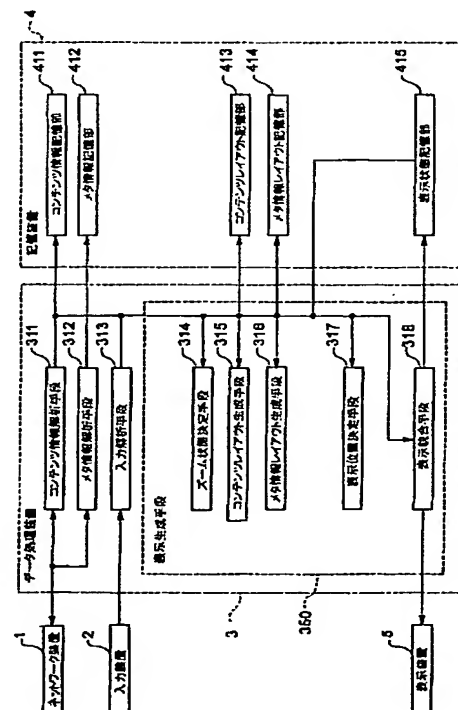 1
ネットワーク装置
2
入力装置
データ処理装置
311
コンテンツ情報解析手段
312
メタ情報解析手段
313
入力解析手段
表示生成手段
314
ズーム状態決定手段
315
コンテンツレイアウト生成手段
316
メタ情報レイアウト生成手段
317
表示位置決定手段
318
表示統合手段
3
350
5
表示装置
4
記憶装置
411
コンテンツ情報記憶部
412
メタ情報記憶部
413
コンテンツレイアウト記憶部
414
メタ情報レイアウト記憶部
415
表示状態記憶部